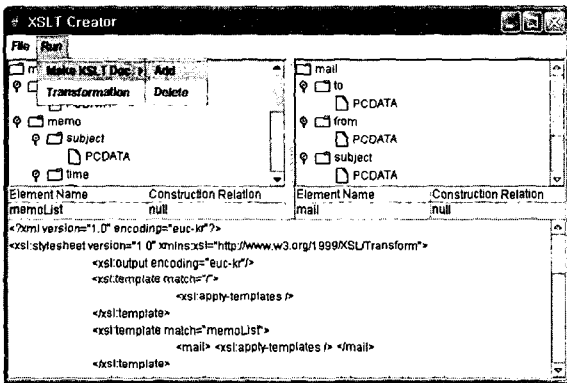 XSLT Creator
File Run
Make XSLT Doc. Add
Transformation Delete
memo
subject
PCDATA
time
mail
to
PCDATA
from
PCDATA
subject
PCDATA
Element Name Construction Relation
memoList null
Element Name Construction Relation
mail null
<?xml version="1.0" encoding="euc-kr"?>
<xsl:stylesheet version="1.0" xmlns:xsl="http://www.w3.org/1999/XSL/Transform">
<xsl:output encoding="euc-kr"/>
<xsl:template match="/">
<xsl:apply-templates />
</xsl:template>
<xsl:template match="memoList">
<mail> <xsl:apply-templates /> </mail>
</xsl:template>